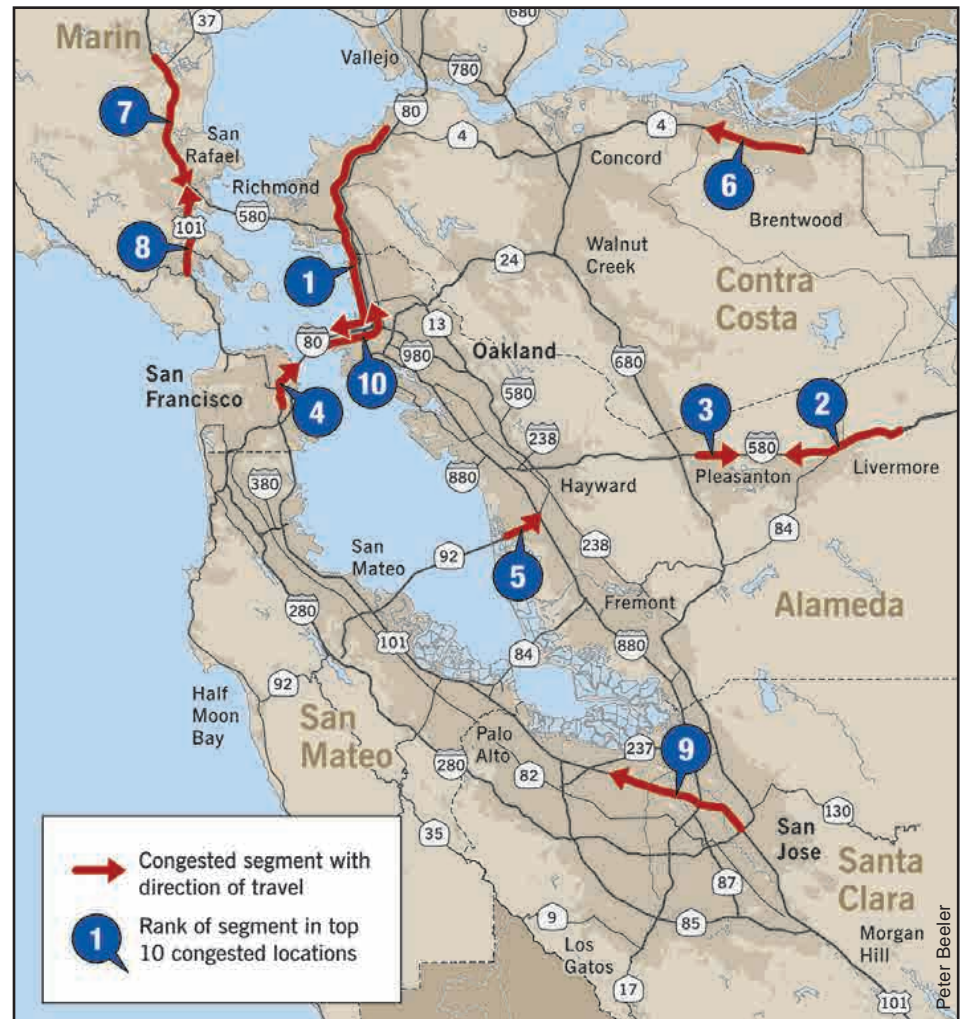 37
680
Marin
Vallejo
780
80
7
San
Rafael
4
4
Concord
6
Richmond
580
Brentwood
101
8
1
24
Walnut
Creek
Contra
Costa
80
13
980
Oakland
680
10
San
Francisco
4
580
3
2
238
580
Pleasanton
Livermore
380
880
Hayward
84
San
Mateo
92
5
238
280
Fremont
Alameda
101
84
880
92
Half
Moon
Bay
San
Mateo
Palo
Alto
237
9
280
82
130
35
San
Jose
Santa
Clara
87
9
85
Los
Gatos
Morgan
Hill
17
101
Congested segment with
direction of travel
1
Rank of segment in top
10 congested locations
Peter Beeler